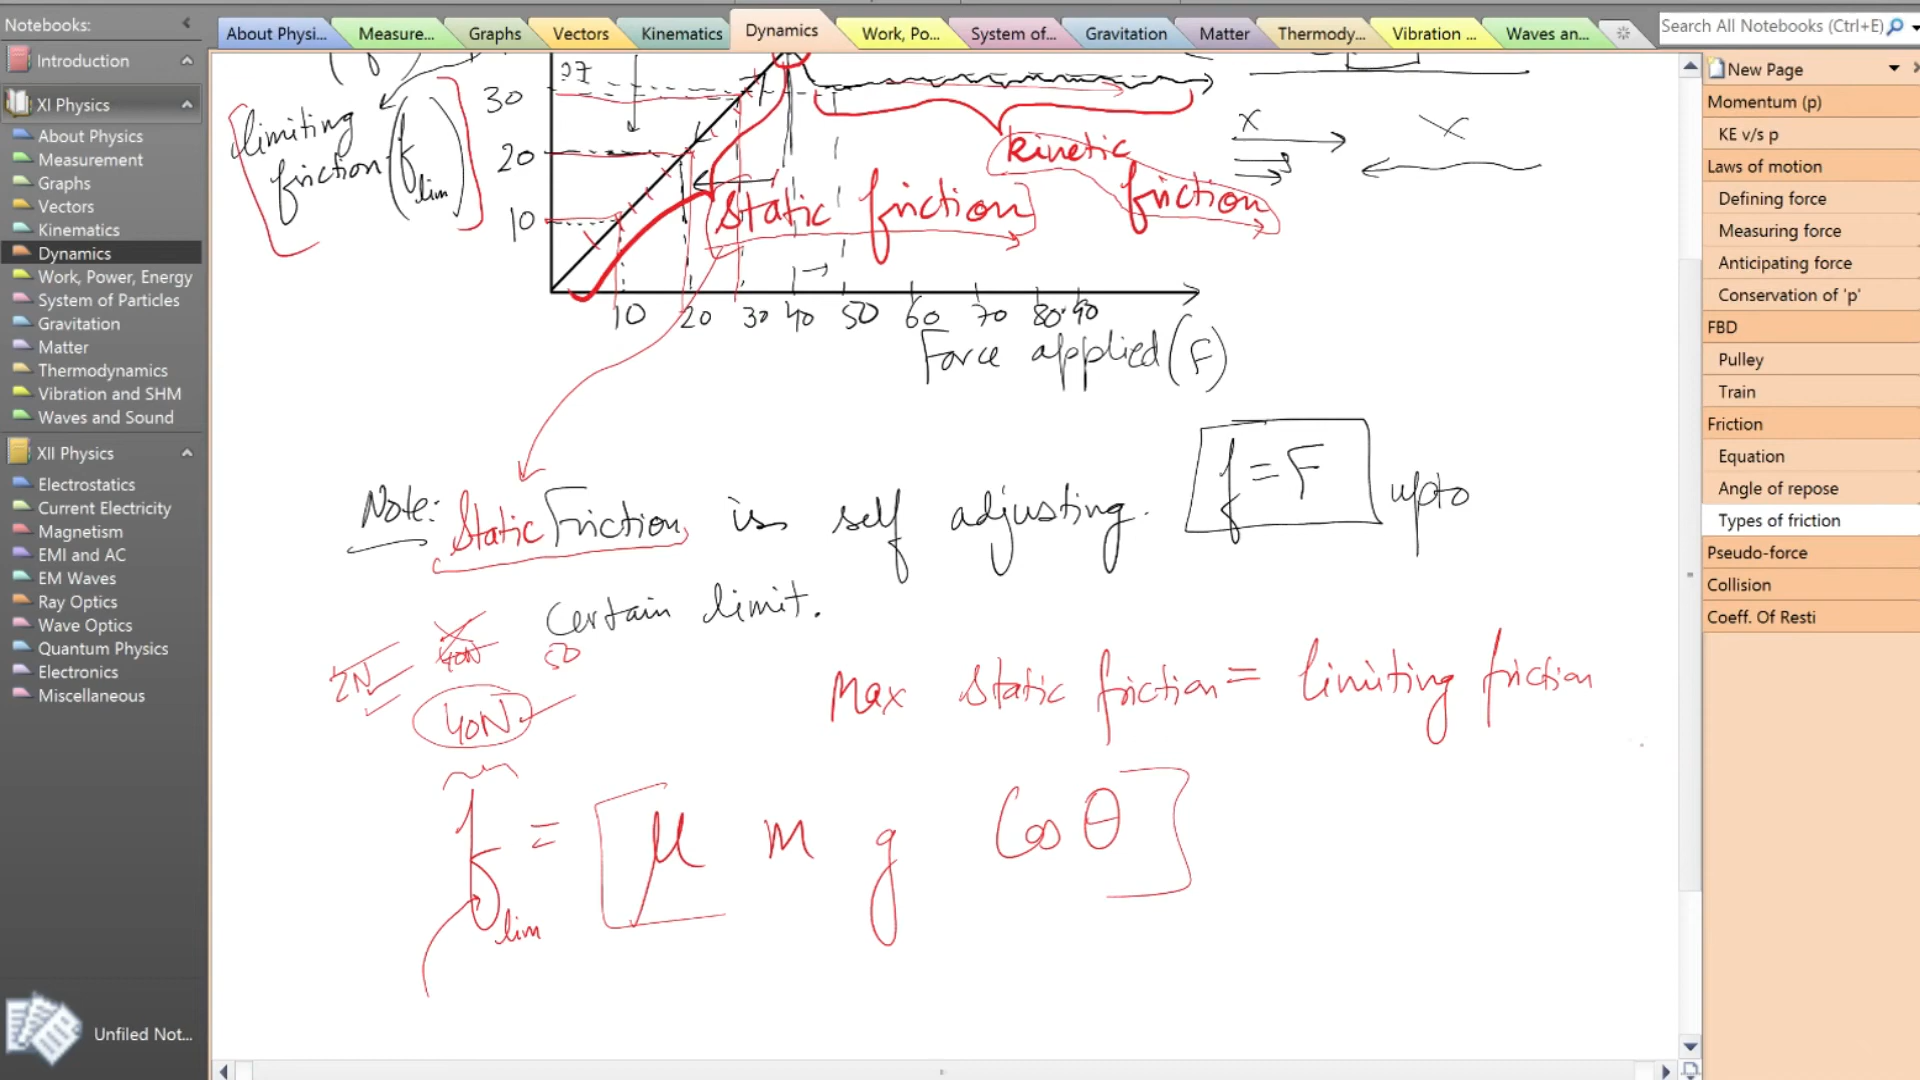 Notebooks:
Introduction
XI Physics
About Physics
Measurement
Graphs
Vectors
Kinematics
Dynamics
Work, Power, Energy
System of Particles
Gravitation
Matter
Thermodynamics
Vibration and SHM
Waves and Sound
XII Physics
Electrostatics
Current Electricity
Magnetism
EMI and AC
EM Waves
Ray Optics
Wave Optics
Quantum Physics
Electronics
Miscellaneous
Unfiled Not...
About Physi...
Measure...
Graphs
Vectors
Kinematics
Dynamics
Work, Po...
System of...
Gravitation
Matter
Thermody...
Vibration ...
Waves an...
Search All Notebooks (Ctrl+E)
limiting
friction (f lim)
30
20
10
kinetic
friction
Static friction
x
x
10 20 30 40 50 60 70 80 90
Force applied (F)
Note: Static Friction is self adjusting. f = F upto
Certain limit.
2N 40N 50
40N
Max static friction = limiting friction
f lim = [μ m g Cos θ]
New Page
Momentum (p)
KE v/s p
Laws of motion
Defining force
Measuring force
Anticipating force
Conservation of 'p'
FBD
Pulley
Train
Friction
Equation
Angle of repose
Types of friction
Pseudo-force
Collision
Coeff. Of Resti